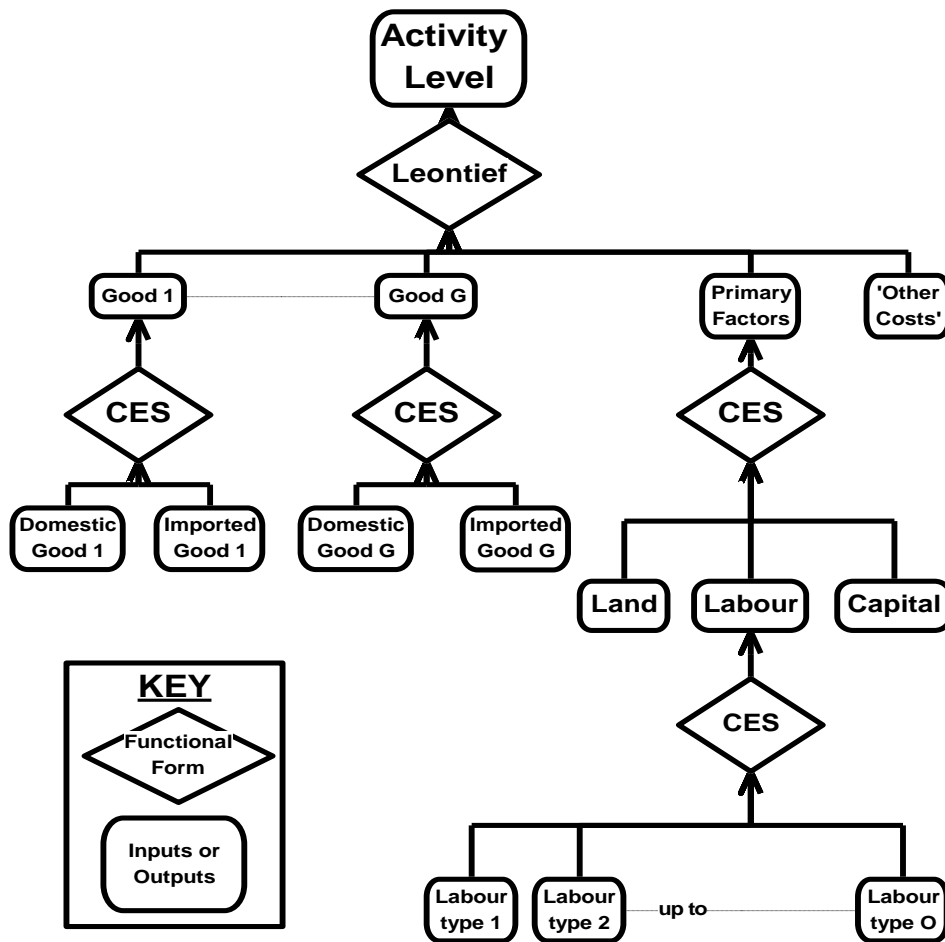 Activity
Level
Leontief
Good 1
Good G
Primary
Factors
'Other
Costs'
CES
CES
CES
Domestic
Good 1
Imported
Good 1
Domestic
Good G
Imported
Good G
Land
Labour
Capital
CES
Labour
type 1
Labour
type 2
up to
Labour
type O
KEY
Functional
Form
Inputs or
Outputs